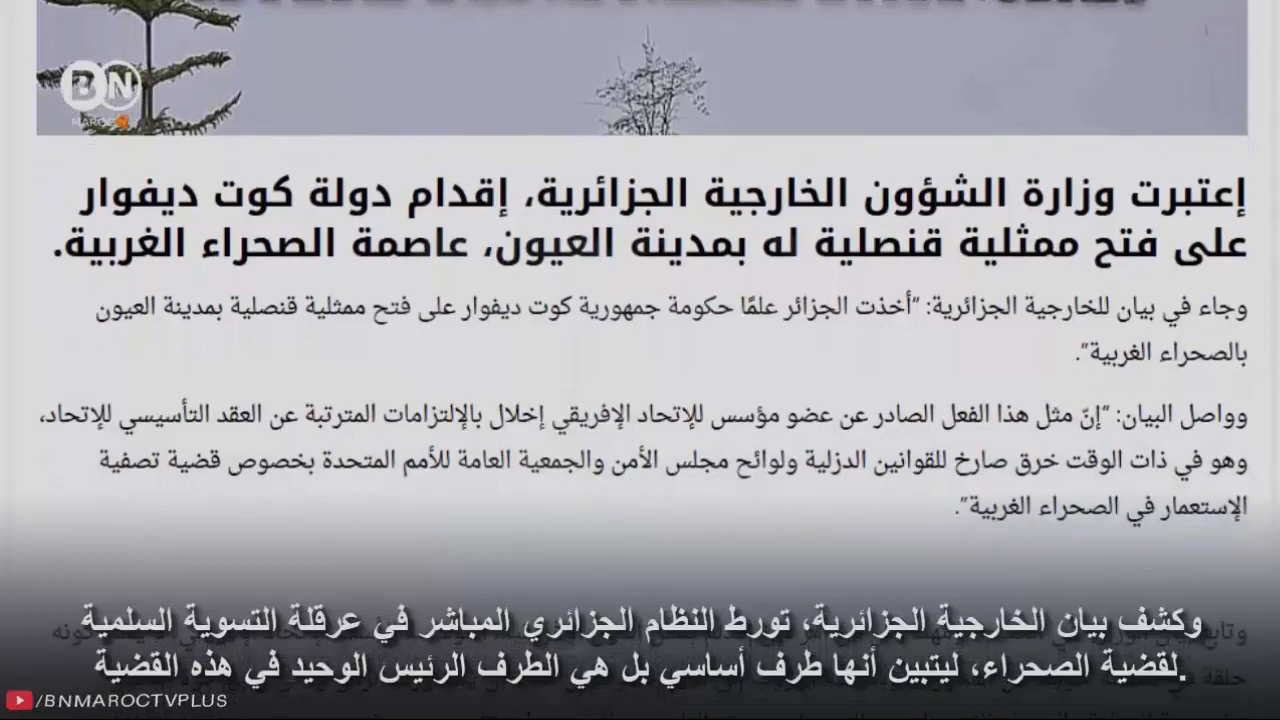 BN
MAROC
إعتبرت وزارة الشؤون الخارجية الجزائرية، إقدام دولة كوت ديفوار
على فتح ممثلية قنصلية له بمدينة العيون، عاصمة الصحراء الغربية.
وجاء في بيان للخارجية الجزائرية: “أخذت الجزائر علمًا حكومة جمهورية كوت ديفوار على فتح ممثلية قنصلية بمدينة العيون
بالصحراء الغربية”.
وواصل البيان: “إنّ مثل هذا الفعل الصادر عن عضو مؤسس للإتحاد الإفريقي إخلال بالإلتزامات المترتبة عن العقد التأسيسي للإتحاد،
وهو في ذات الوقت خرق صارخ للقوانين الدزلية ولوائح مجلس الأمن والجمعية العامة للأمم المتحدة بخصوص قضية تصفية
الإستعمار في الصحراء الغربية”.
وكشف بيان الخارجية الجزائرية، تورط النظام الجزائري المباشر في عرقلة التسوية السلمية
.لقضية الصحراء، ليتبين أنها طرف أساسي بل هي الطرف الرئيس الوحيد في هذه القضية
/BNMAROCTVPLUS